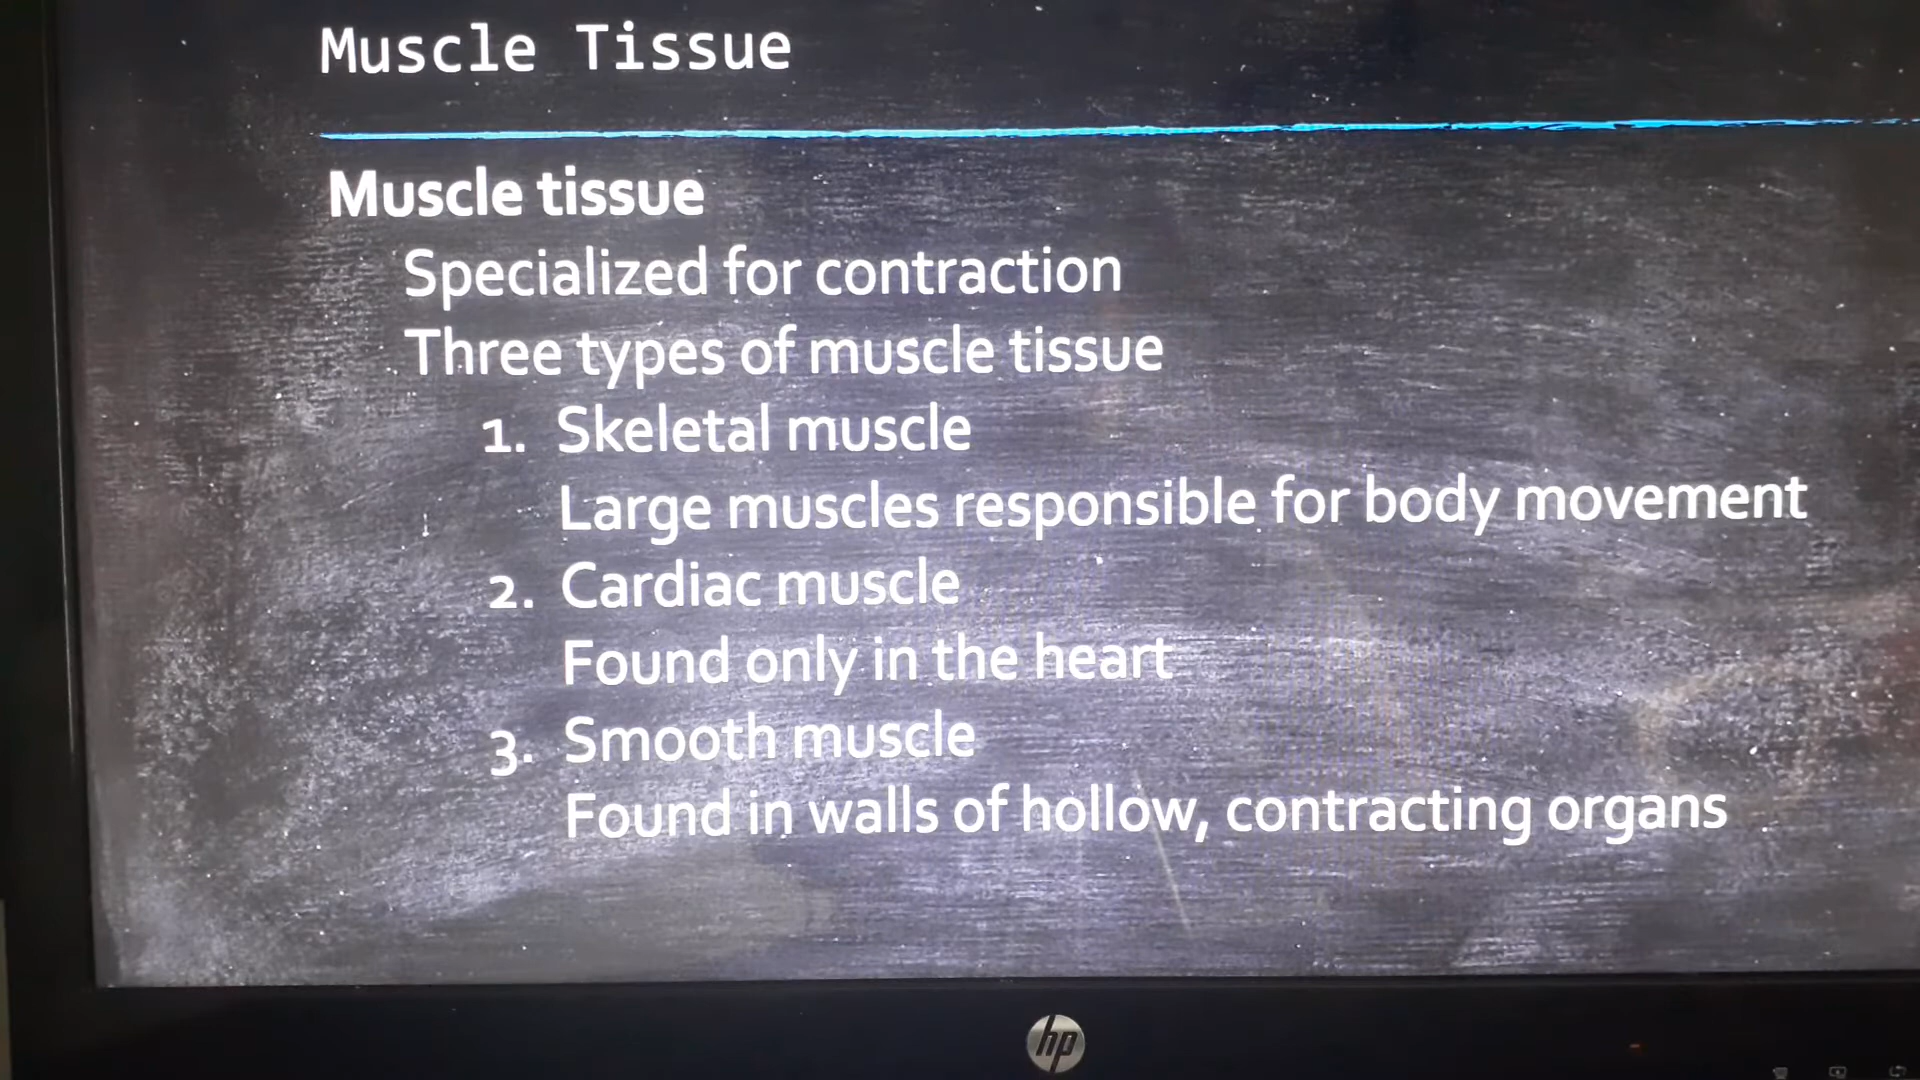 Muscle Tissue
Muscle tissue
Specialized for contraction
Three types of muscle tissue
1. Skeletal muscle
Large muscles responsible for body movement
2. Cardiac muscle
Found only in the heart
3. Smooth muscle
Found in walls of hollow, contracting organs
hp